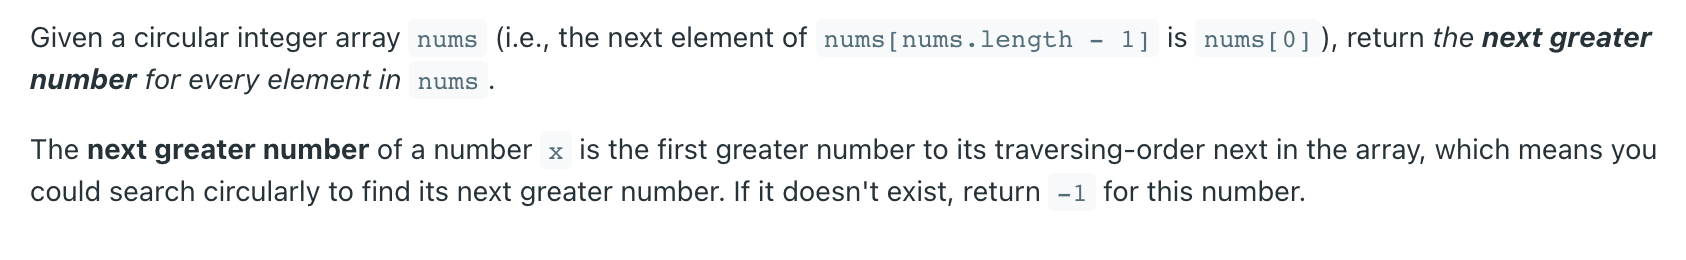 Given a circular integer array nums (i.e., the next element of nums[nums.length - 1] is nums[0]), return the next greater
number for every element in nums.
The next greater number of a number x is the first greater number to its traversing-order next in the array, which means you
could search circularly to find its next greater number. If it doesn't exist, return -1 for this number.